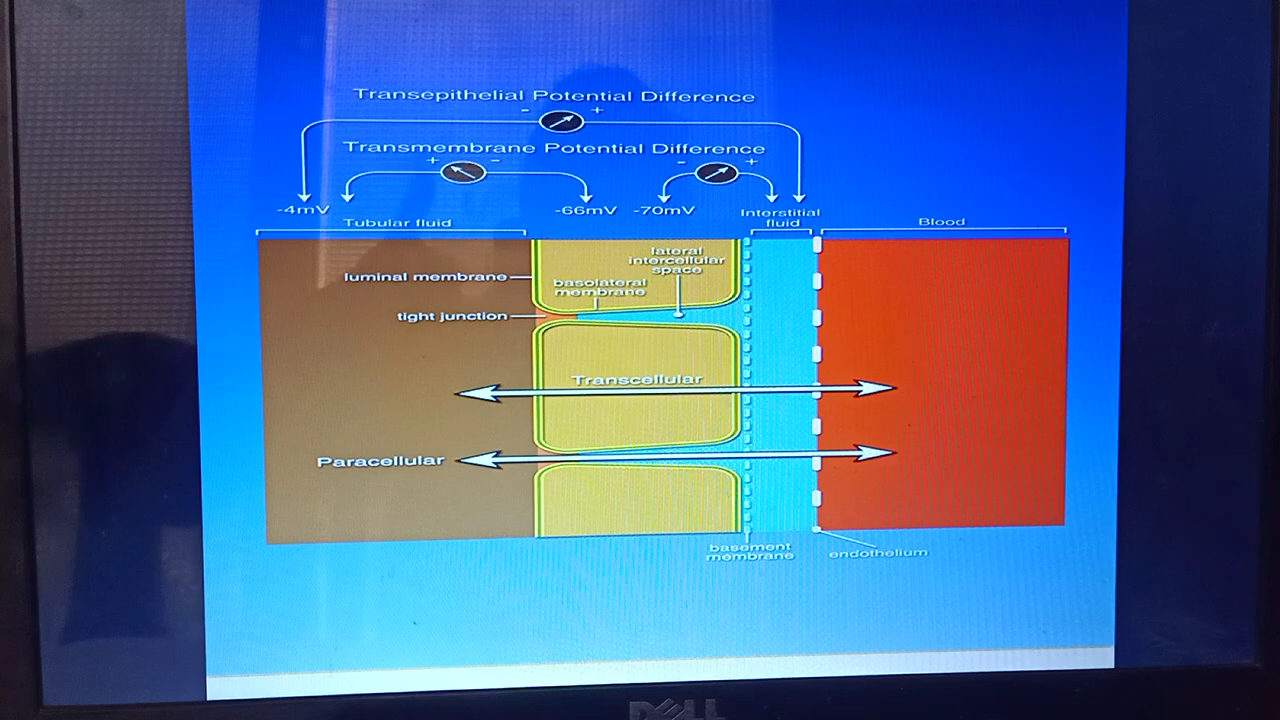 Transepithelial Potential Difference
- +
Transmembrane Potential Difference
+ - - +
-4mV -66mV -70mV Interstitial
fluid
Tubular fluid
Blood
lateral
intercellular
space
luminal membrane
basolateral
membrane
tight junction
Transcellular
Paracellular
basement
membrane
endothelium
DELL